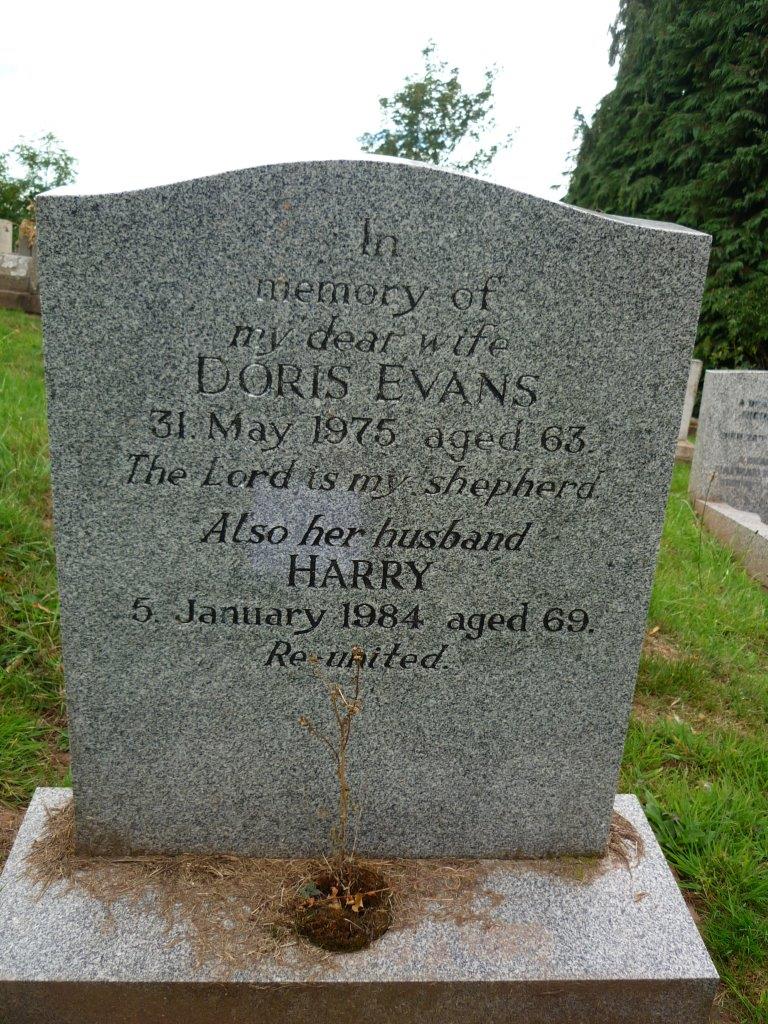 In
memory of
my dear wife
DORIS EVANS
31. May 1975 aged 63.
The Lord is my shepherd.
Also her husband
HARRY
5. January 1984 aged 69.
Re-united.